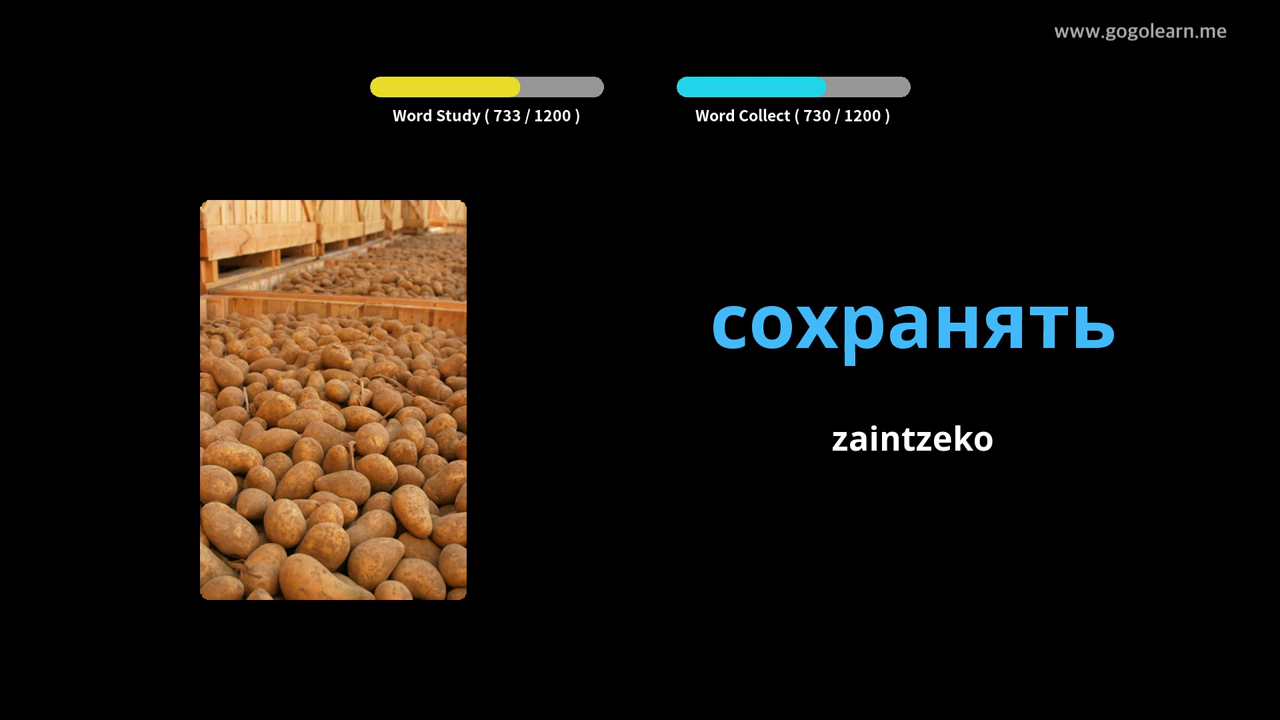 www.gogolearn.me
Word Study ( 733 / 1200 )
Word Collect ( 730 / 1200 )
сохранять
zaintzeko